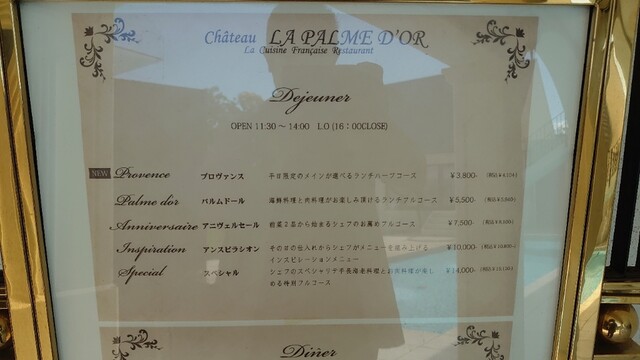 Château LA PALME D'OR
La Cuisine Française Restaurant
Dejeuner
OPEN 11:30 ～ 14:00 L.O (16：00CLOSE)
NEW Provence プロヴァンス 平日限定のメインが選べるランチハーフコース ￥3,800-
Palme dor パルムドール 海鮮料理と肉料理がお楽しみ頂けるランチフルコース ￥5,500-
Anniversaire アニヴェルセール 前菜2品から始まるシェフのお薦めフルコース ￥7,500-
Inspiration アンスピラシオン その日の仕入れからシェフがメニューを組み上げる ￥10,000-
インスピレーションメニュー
Special スペシャル シェフのスペシャリテ伊勢海老料理とお肉料理が楽し ￥14,000-
める特別フルコース
Diner